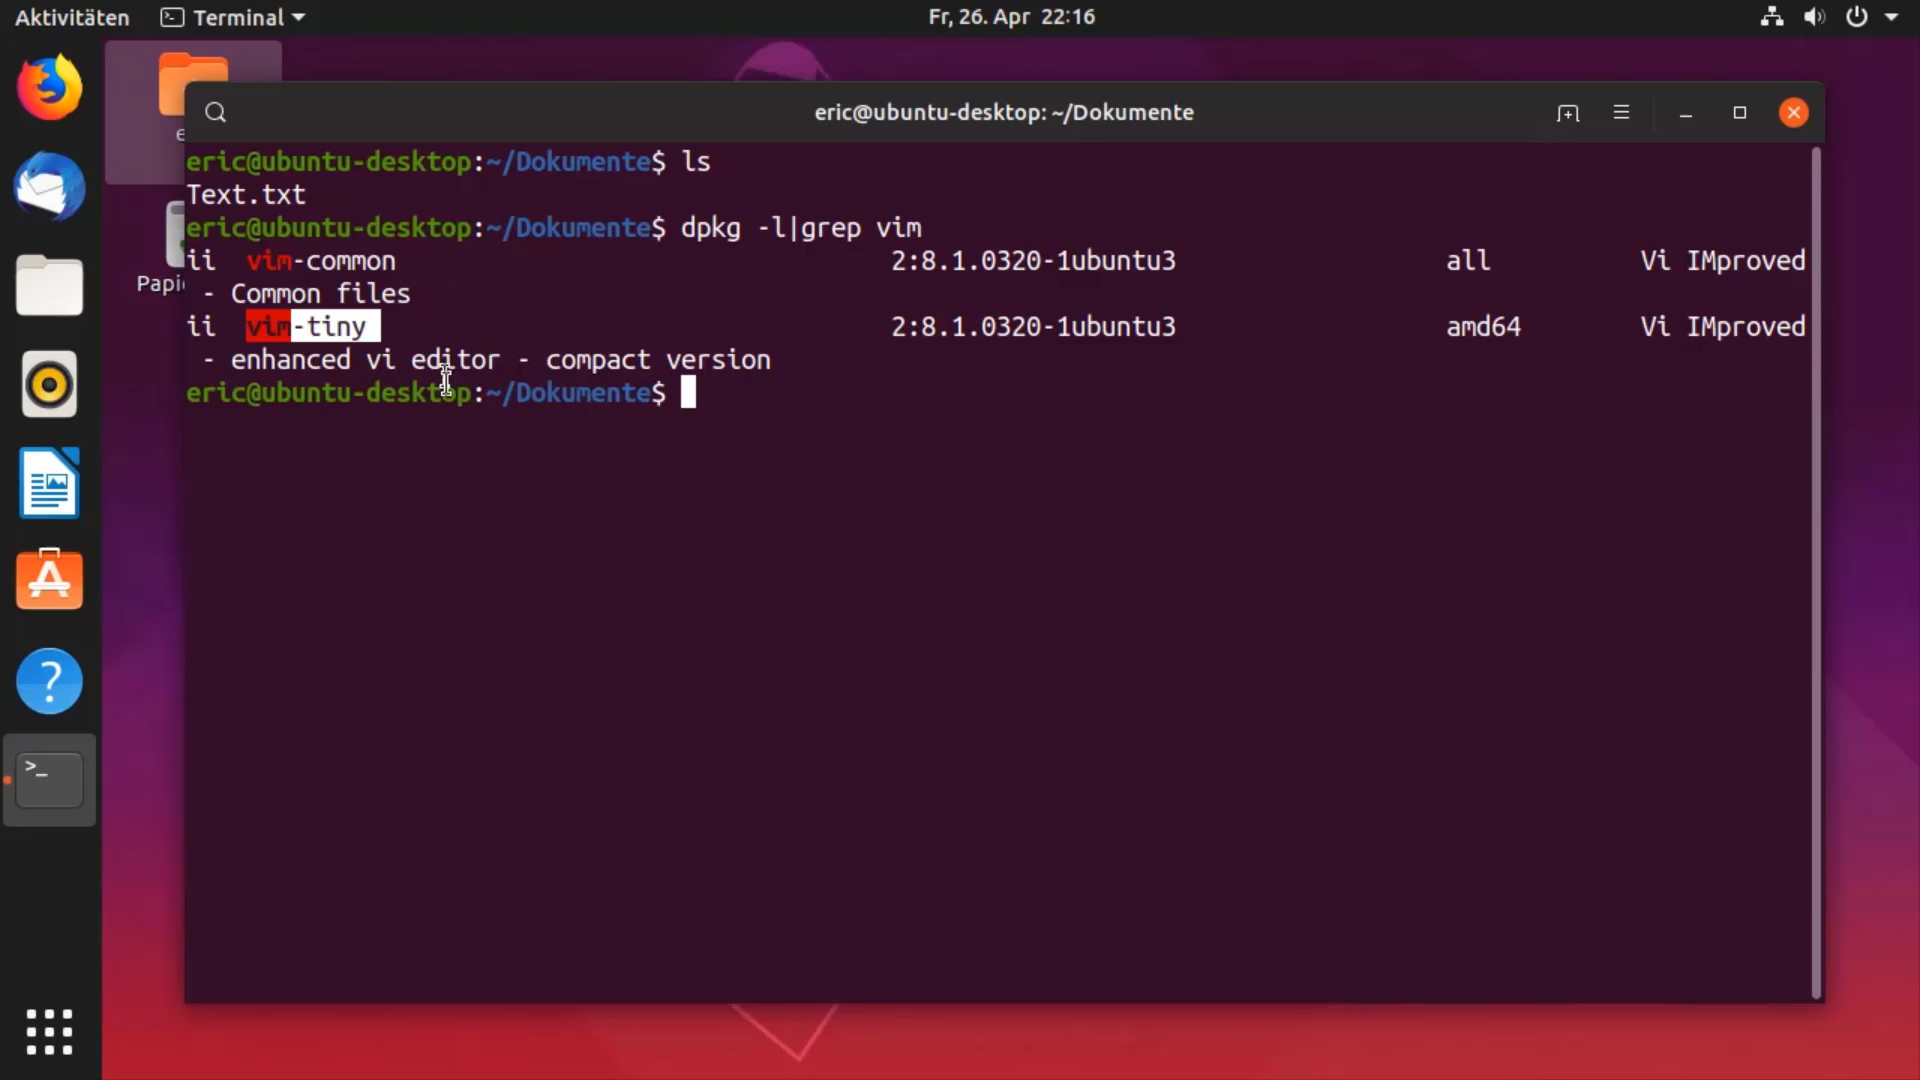 Aktivitäten Terminal Fr, 26. Apr 22:16
eric@ubuntu-desktop: ~/Dokumente
eric@ubuntu-desktop:~/Dokumente$ ls
Text.txt
eric@ubuntu-desktop:~/Dokumente$ dpkg -l|grep vim
ii vim-common 2:8.1.0320-1ubuntu3 all Vi IMproved
- Common files
ii vim-tiny 2:8.1.0320-1ubuntu3 amd64 Vi IMproved
- enhanced vi editor - compact version
eric@ubuntu-desktop:~/Dokumente$